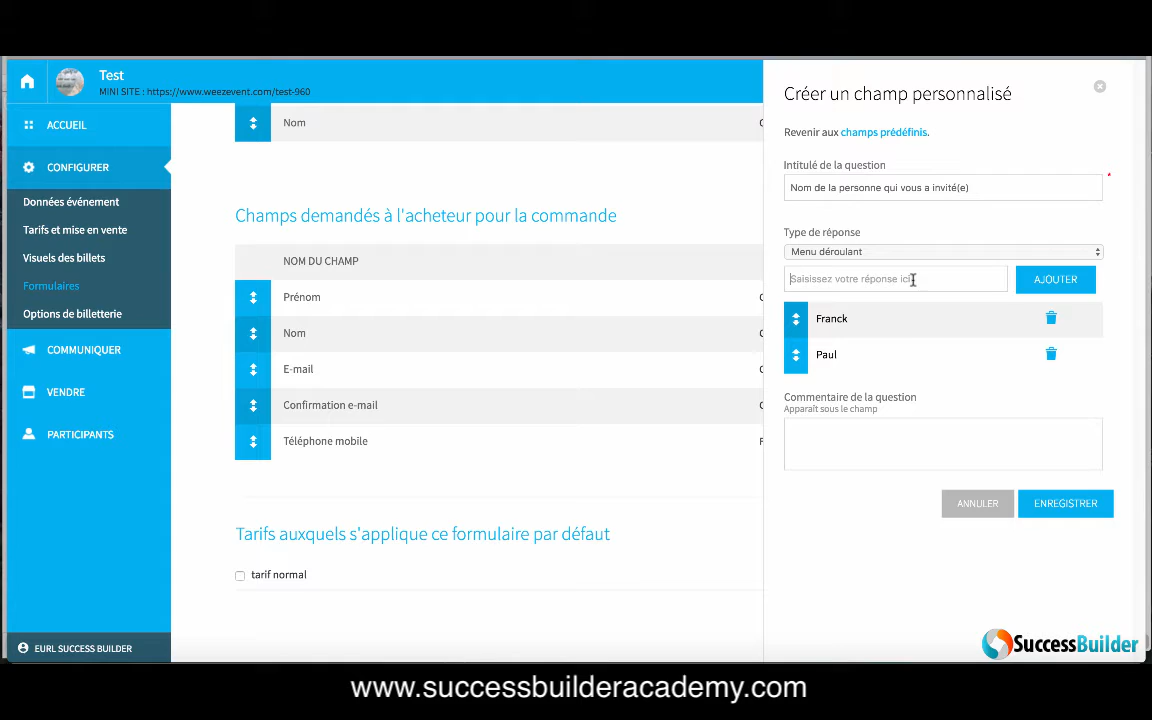 Test
MINI SITE : https://www.weezevent.com/test-960
ACCUEIL
CONFIGURER
Données événement
Tarifs et mise en vente
Visuels des billets
Formulaires
Options de billetterie
COMMUNIQUER
VENDRE
PARTICIPANTS
EURL SUCCESS BUILDER
Nom
Champs demandés à l'acheteur pour la commande
NOM DU CHAMP
Prénom
Nom
E-mail
Confirmation e-mail
Téléphone mobile
Tarifs auxquels s'applique ce formulaire par défaut
tarif normal
Créer un champ personnalisé
Revenir aux champs prédéfinis.
Intitulé de la question
*
Nom de la personne qui vous a invité(e)
Type de réponse
Menu déroulant
Saisissez votre réponse ici
AJOUTER
Franck
Paul
Commentaire de la question
Apparaît sous le champ
ANNULER
ENREGISTRER
SuccessBuilder
www.successbuilderacademy.com